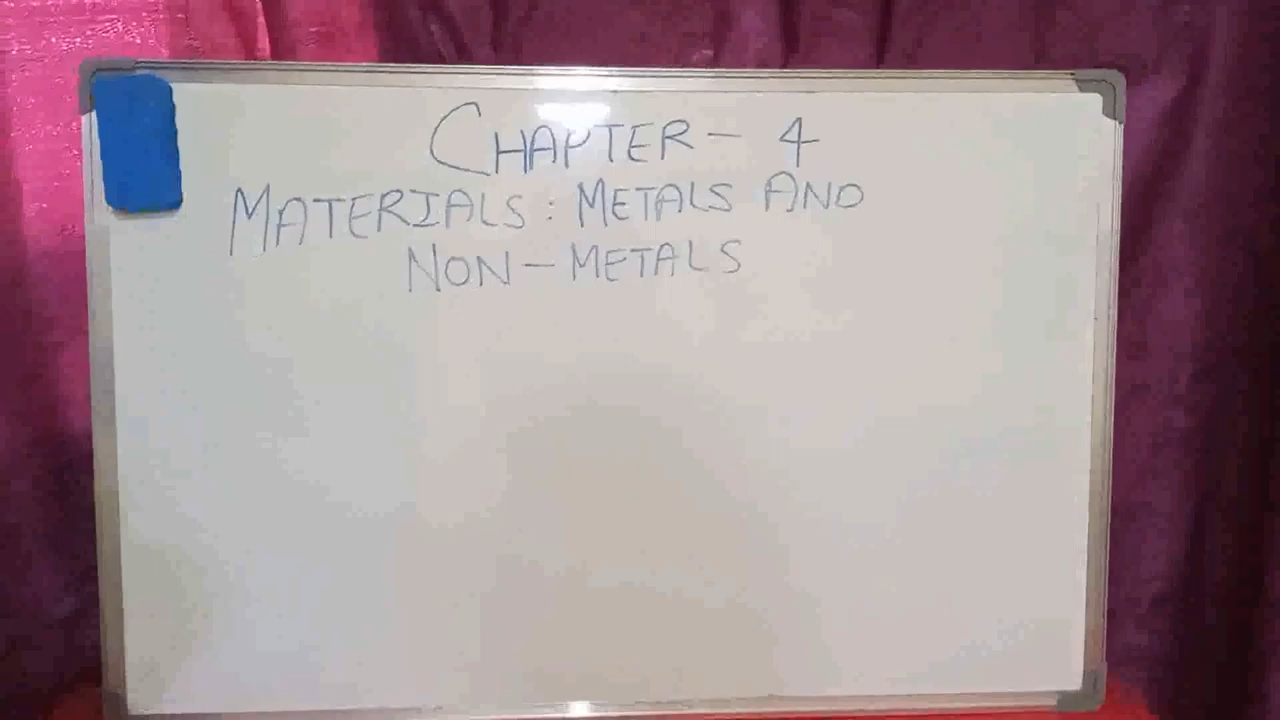 CHAPTER - 4
MATERIALS : METALS AND
NON - METALS